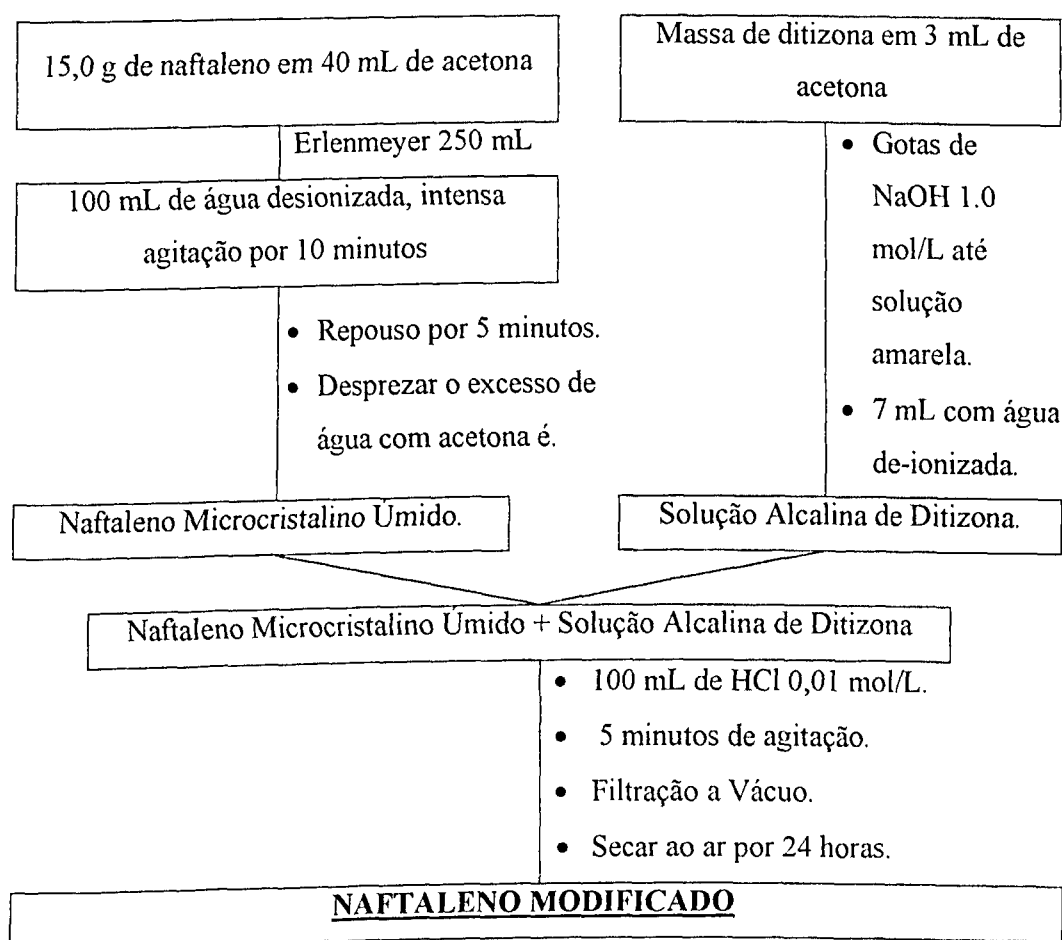 15,0 g de naftaleno em 40 mL de acetona
Erlenmeyer 250 mL
100 mL de água desionizada, intensa
agitação por 10 minutos
• Repouso por 5 minutos.
• Desprezar o excesso de
água com acetona é.
Naftaleno Microcristalino Úmido.
Massa de ditizona em 3 mL de
acetona
• Gotas de
NaOH 1.0
mol/L até
solução
amarela.
• 7 mL com água
de-ionizada.
Solução Alcalina de Ditizona.
Naftaleno Microcristalino Úmido + Solução Alcalina de Ditizona
• 100 mL de HCl 0,01 mol/L.
• 5 minutos de agitação.
• Filtração a Vácuo.
• Secar ao ar por 24 horas.
NAFTALENO MODIFICADO